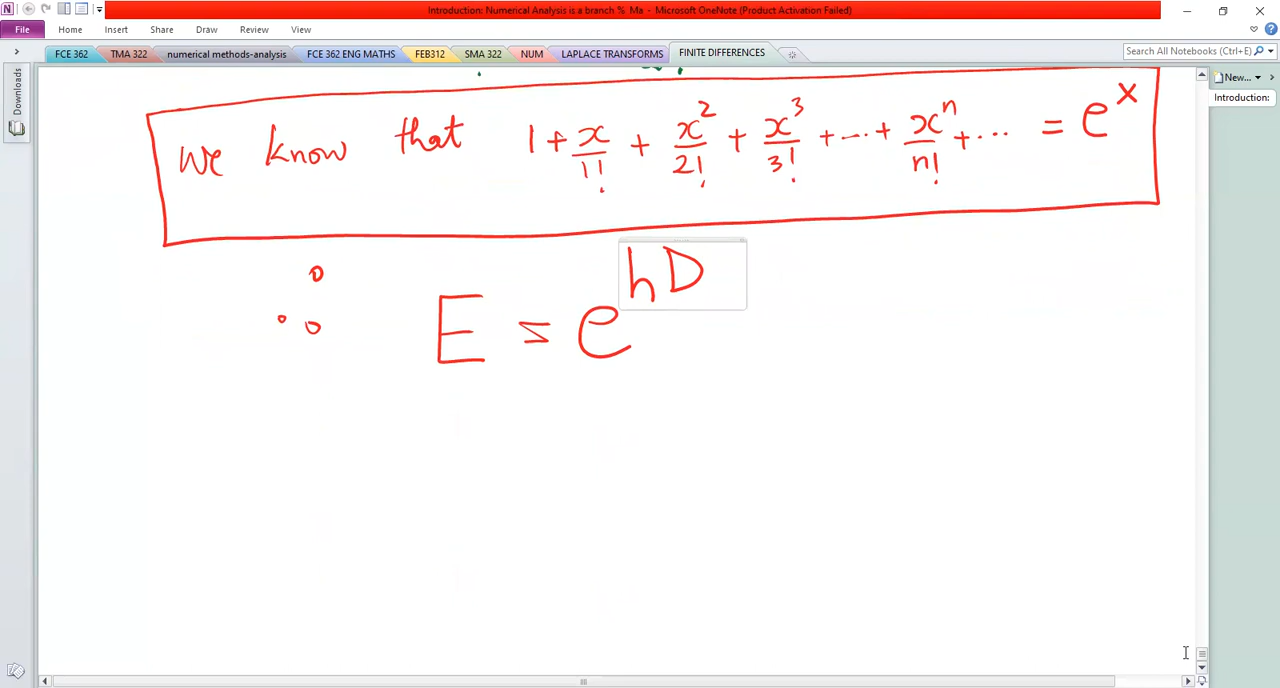 Introduction: Numerical Analysis is a branch % Ma - Microsoft OneNote (Product Activation Failed)
File Home Insert Share Draw Review View
FCE 362 TMA 322 numerical methods-analysis FCE 362 ENG MATHS FEB312 SMA 322 NUM LAPLACE TRANSFORMS FINITE DIFFERENCES Search All Notebooks (Ctrl+E)
Downloads
New...
Introduction:
We know that 1 + x/1! + x²/2! + x³/3! + ... + xⁿ/n! + ... = eˣ
∴ E = e^hD